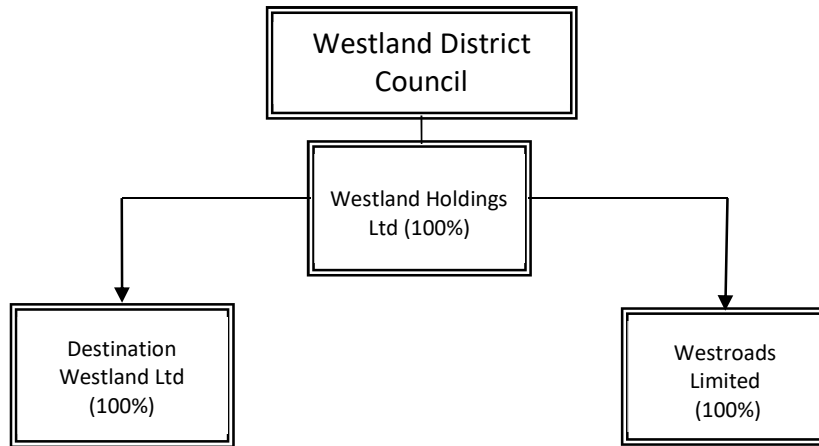 Westland District
Council
Westland Holdings
Ltd (100%)
Destination
Westland Ltd
(100%)
Westroads
Limited
(100%)